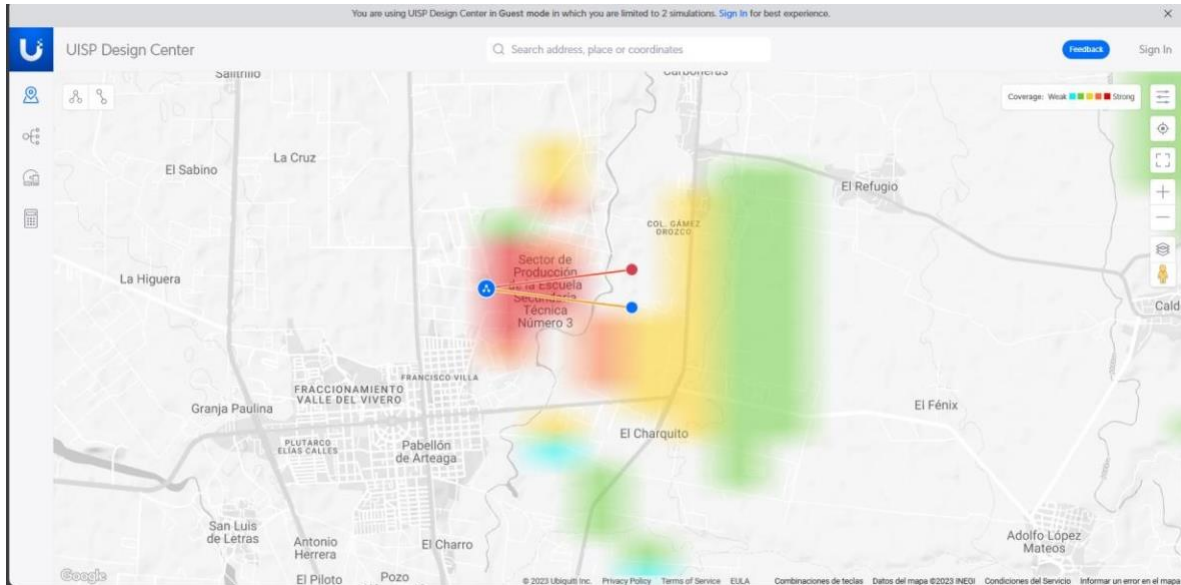 You are using UISP Design Center in Guest mode in which you are limited to 2 simulations. Sign In for best experience.
UISP Design Center
Search address, place or coordinates
Feedback
Sign In
Coverage: Weak Strong
Salitrillo
Carboneras
La Cruz
El Sabino
El Refugio
COL. GÁMEZ
OROZCO
La Higuera
Sector de
Producción
de la Escuela
Secundaria
Técnica
Número 3
FRANCISCO VILLA
FRACCIONAMIENTO
VALLE DEL VIVERO
Granja Paulina
El Fénix
PLUTARCO
ELÍAS CALLES
Pabellón
de Arteaga
El Charquito
San Luis
de Letras
Antonio
Herrera
El Charro
Adolfo López
Mateos
El Piloto
Pozo
Google
© 2023 Ubiquiti Inc. Privacy Policy Terms of Service EULA Combinaciones de teclas Datos del mapa ©2023 INEGI Condiciones del Servicio Informar un error en el mapa